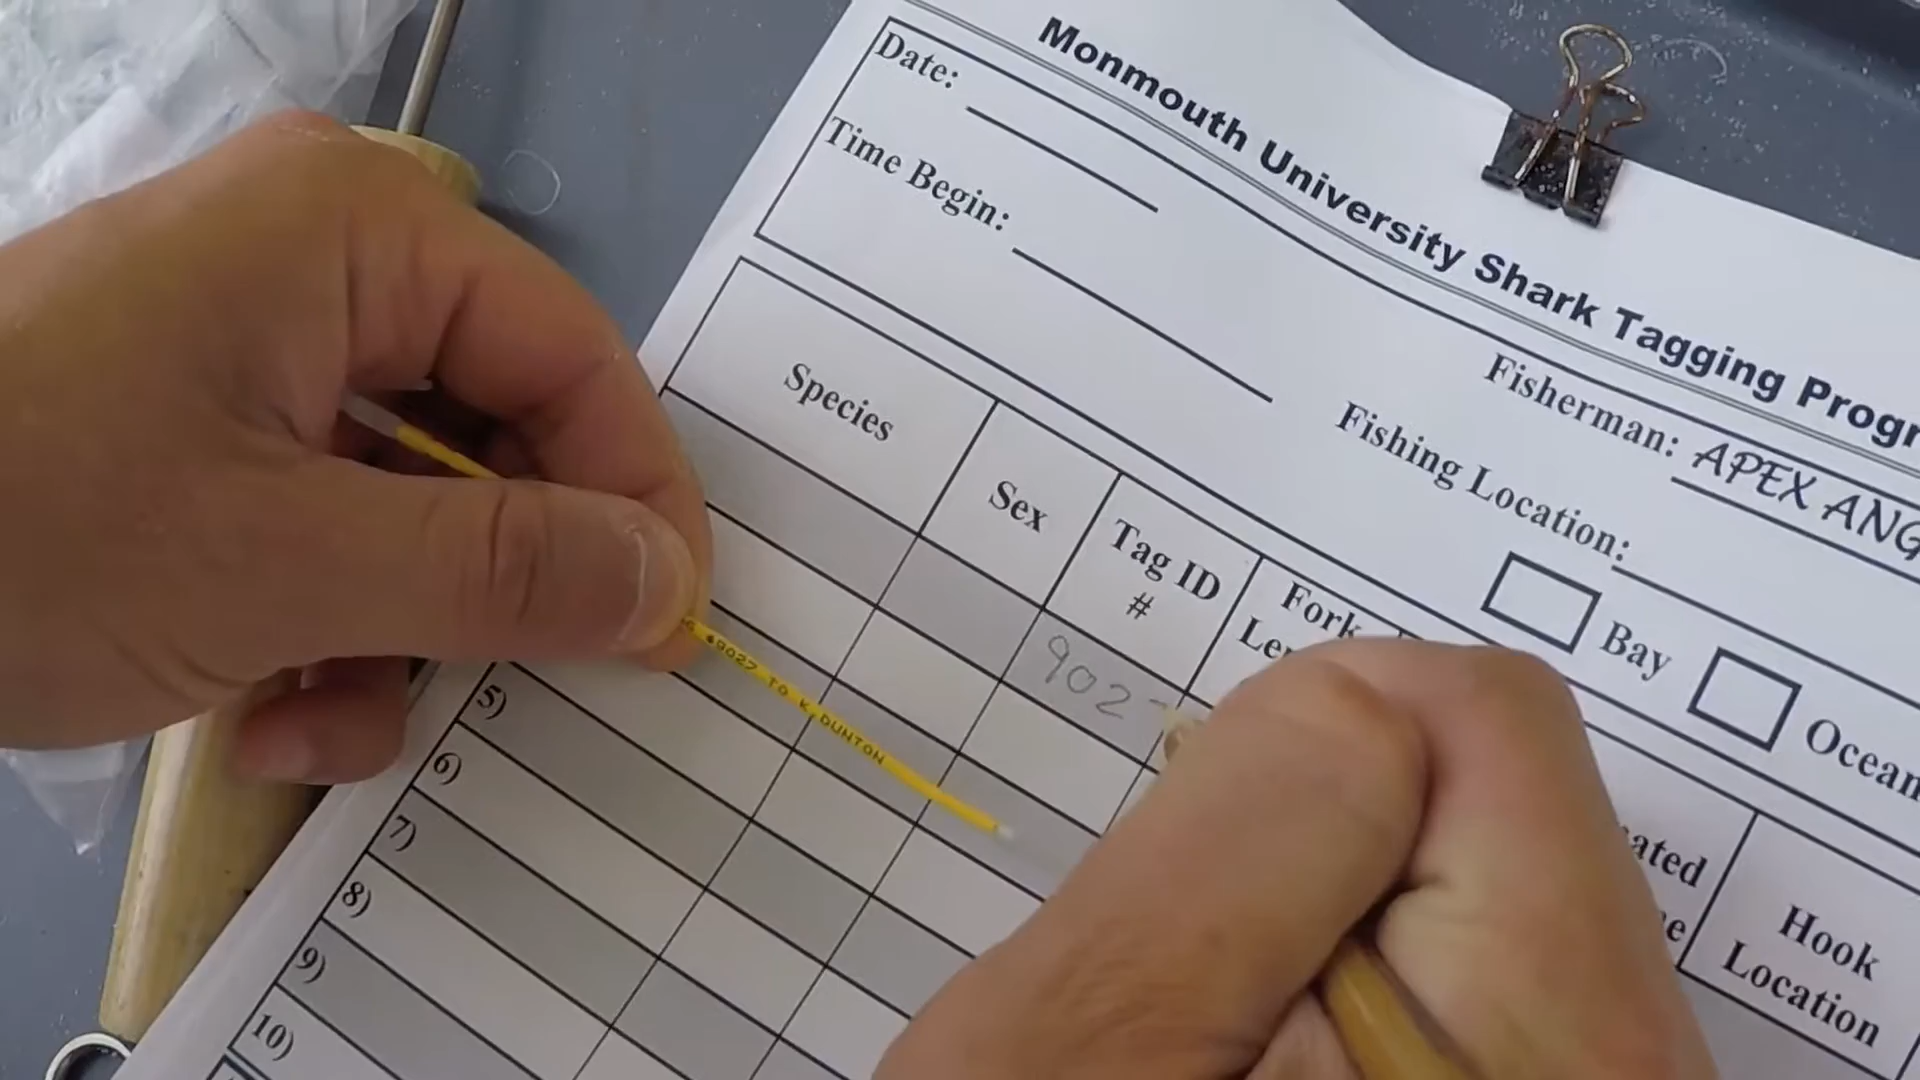 Monmouth University Shark Tagging Progr
Date:
Time Begin:
Fisherman: APEX ANG
Fishing Location:
Bay
Ocean
Species
Sex
Tag ID
#
Fork
Hook
Location
9027
#9027 TO K. DUNTON
5)
6)
7)
8)
9)
10)